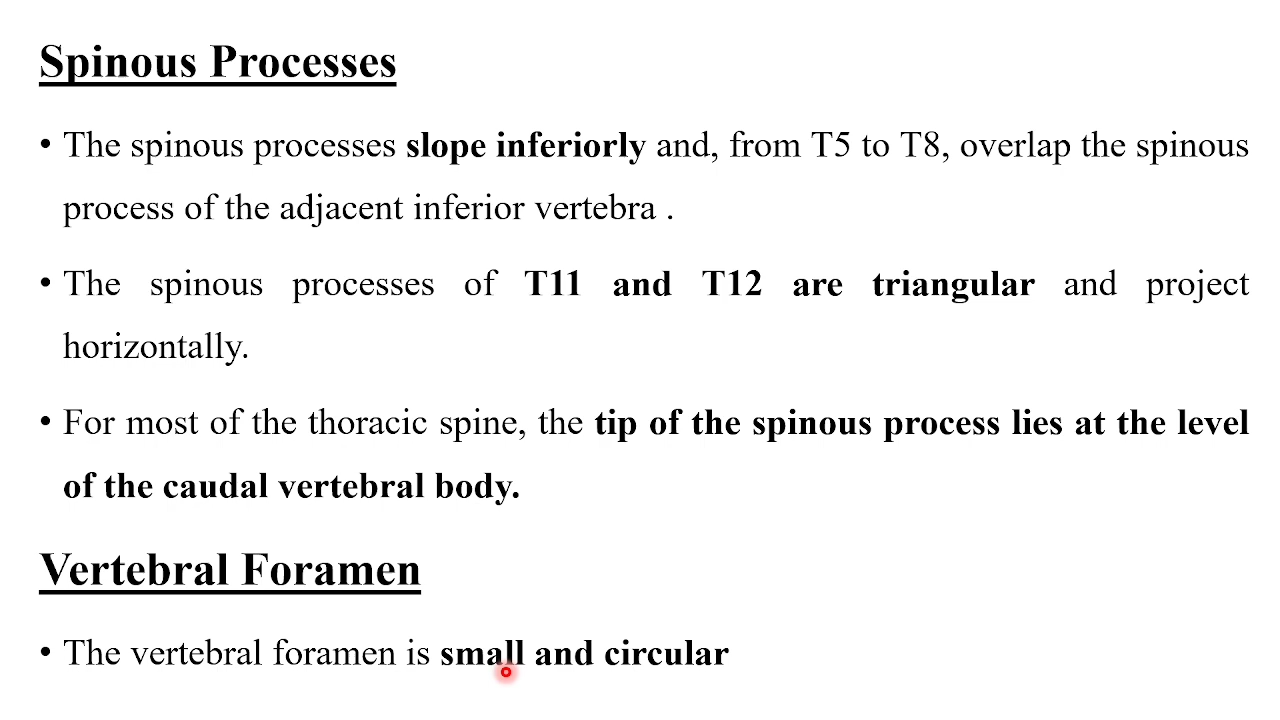 Spinous Processes
• The spinous processes slope inferiorly and, from T5 to T8, overlap the spinous
process of the adjacent inferior vertebra .
• The spinous processes of T11 and T12 are triangular and project
horizontally.
• For most of the thoracic spine, the tip of the spinous process lies at the level
of the caudal vertebral body.
Vertebral Foramen
• The vertebral foramen is small and circular